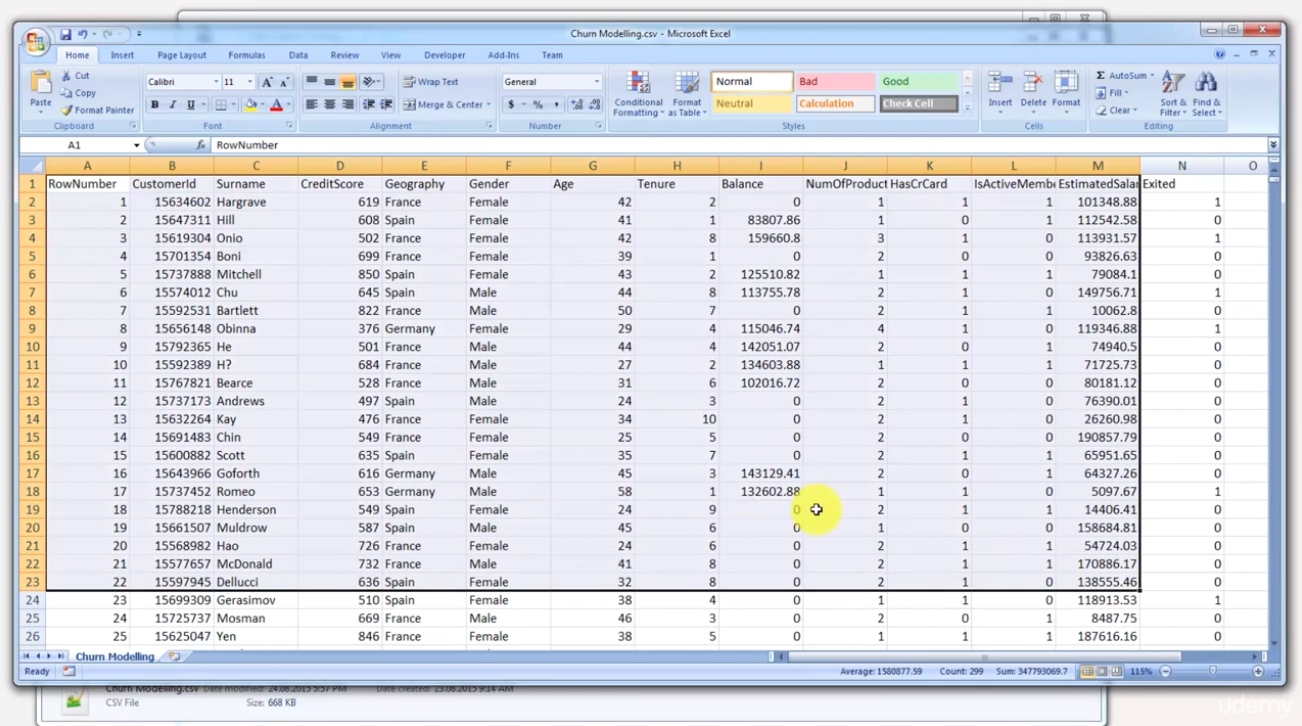 Churn Modelling.csv - Microsoft Excel
Home Insert Page Layout Formulas Data Review View Developer Add-Ins Team
Paste Cut Copy Format Painter Calibri 11 Wrap Text Merge & Center General Conditional Formatting Format as Table Normal Bad Good Neutral Calculation Check Cell Insert Delete Format AutoSum Fill Clear Sort & Filter Find & Select
Clipboard Font Alignment Number Styles Cells Editing
A1 fx RowNumber
A B C D E F G H I J K L M N O
1 RowNumber CustomerId Surname CreditScore Geography Gender Age Tenure Balance NumOfProduct HasCrCard IsActiveMembe EstimatedSalar Exited
2 1 15634602 Hargrave 619 France Female 42 2 0 1 1 1 101348.88 1
3 2 15647311 Hill 608 Spain Female 41 1 83807.86 1 0 1 112542.58 0
4 3 15619304 Onio 502 France Female 42 8 159660.8 3 1 0 113931.57 1
5 4 15701354 Boni 699 France Female 39 1 0 2 0 0 93826.63 0
6 5 15737888 Mitchell 850 Spain Female 43 2 125510.82 1 1 1 79084.1 0
7 6 15574012 Chu 645 Spain Male 44 8 113755.78 2 1 0 149756.71 1
8 7 15592531 Bartlett 822 France Male 50 7 0 2 1 1 10062.8 0
9 8 15656148 Obinna 376 Germany Female 29 4 115046.74 4 1 0 119346.88 1
10 9 15792365 He 501 France Male 44 4 142051.07 2 0 1 74940.5 0
11 10 15592389 H? 684 France Male 27 2 134603.88 1 1 1 71725.73 0
12 11 15767821 Bearce 528 France Male 31 6 102016.72 2 0 0 80181.12 0
13 12 15737173 Andrews 497 Spain Male 24 3 0 2 1 0 76390.01 0
14 13 15632264 Kay 476 France Female 34 10 0 2 1 0 26260.98 0
15 14 15691483 Chin 549 France Female 25 5 0 2 0 0 190857.79 0
16 15 15600882 Scott 635 Spain Female 35 7 0 2 1 1 65951.65 0
17 16 15643966 Goforth 616 Germany Male 45 3 143129.41 2 0 1 64327.26 0
18 17 15737452 Romeo 653 Germany Male 58 1 132602.88 1 1 0 5097.67 1
19 18 15788218 Henderson 549 Spain Female 24 9 0 2 1 1 14406.41 0
20 19 15661507 Muldrow 587 Spain Male 45 6 0 1 0 0 158684.81 0
21 20 15568982 Hao 726 France Female 24 6 0 2 1 1 54724.03 0
22 21 15577657 McDonald 732 France Male 41 8 0 2 1 1 170886.17 0
23 22 15597945 Dellucci 636 Spain Female 32 8 0 2 1 0 138555.46 0
24 23 15699309 Gerasimov 510 Spain Female 38 4 0 1 1 0 118913.53 1
25 24 15725737 Mosman 669 France Male 46 3 0 2 0 1 8487.75 0
26 25 15625047 Yen 846 France Female 38 5 0 1 1 1 187616.16 0
Churn Modelling
Ready Average: 1580877.59 Count: 299 Sum: 347793069.7 115%
Churn Modelling.csv Date modified: 24.08.2015 5:57 PM Date created: 23.08.2015 9:14 AM
CSV File Size: 668 KB
udemy